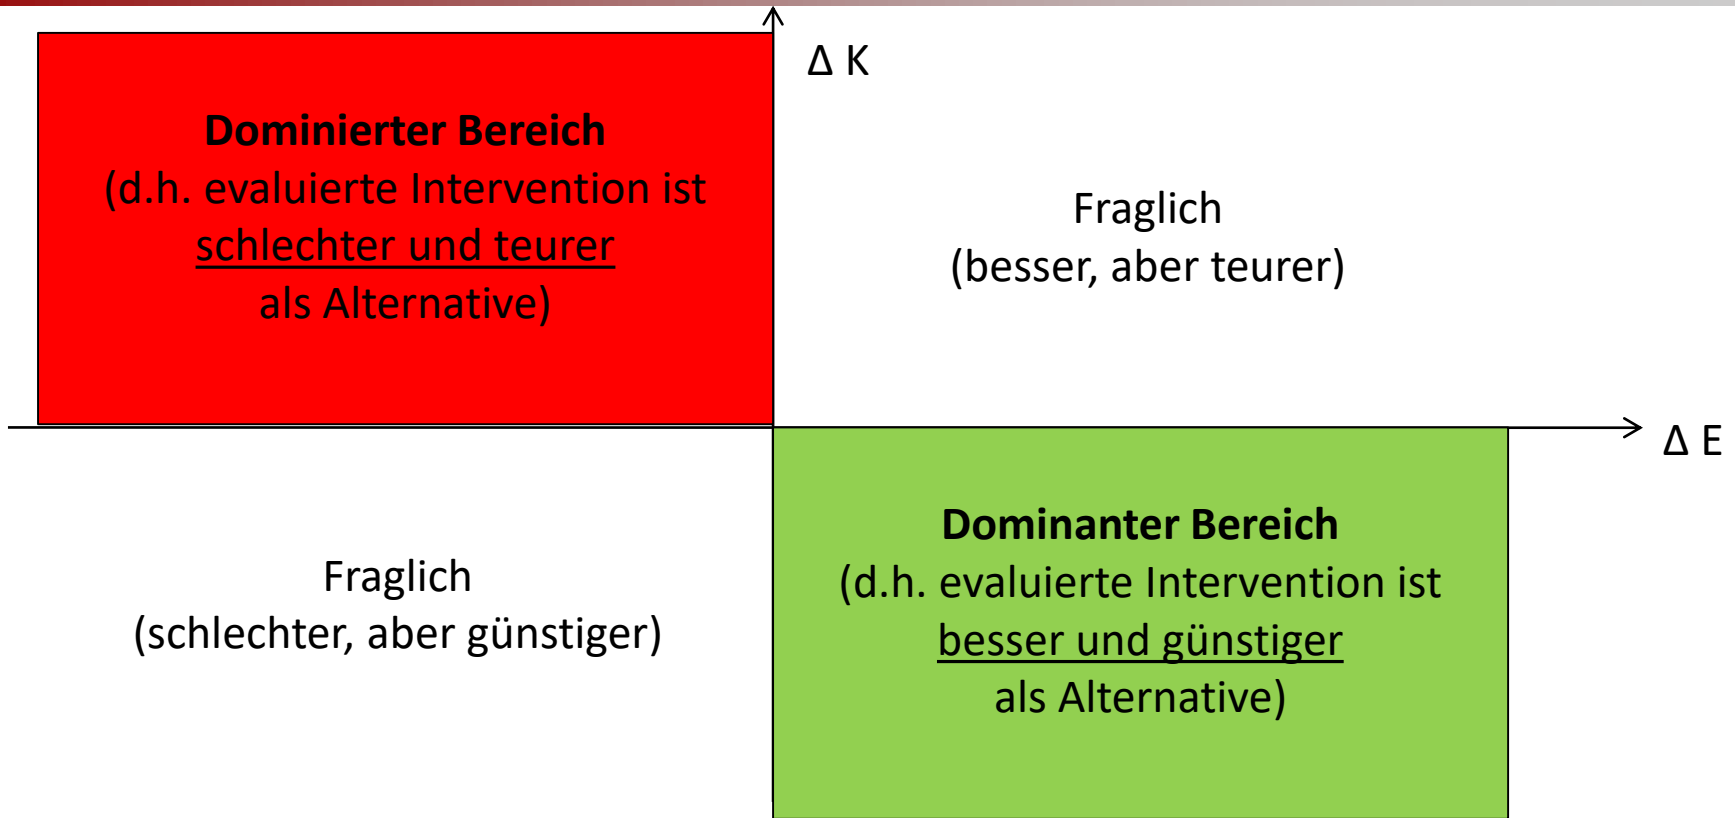 Δ K
Dominierter Bereich
(d.h. evaluierte Intervention ist
schlechter und teurer
als Alternative)
Fraglich
(besser, aber teurer)
Δ E
Fraglich
(schlechter, aber günstiger)
Dominanter Bereich
(d.h. evaluierte Intervention ist
besser und günstiger
als Alternative)